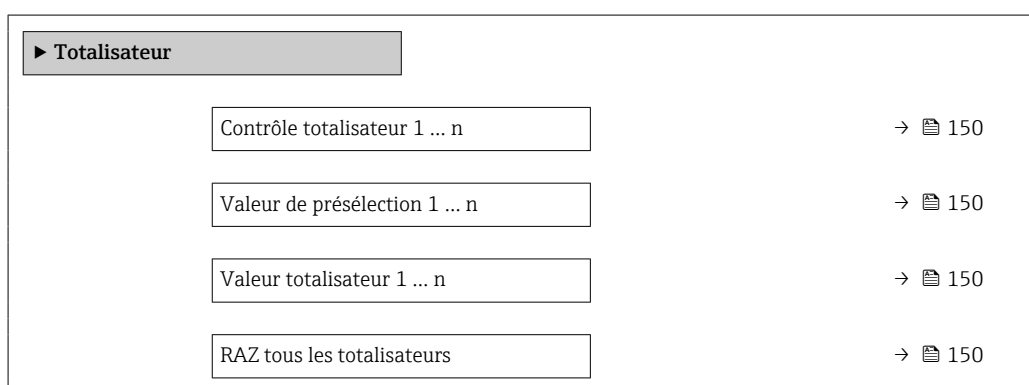 ▶ Totalisateur
Contrôle totalisateur 1 … n → 150
Valeur de présélection 1 … n → 150
Valeur totalisateur 1 … n → 150
RAZ tous les totalisateurs → 150